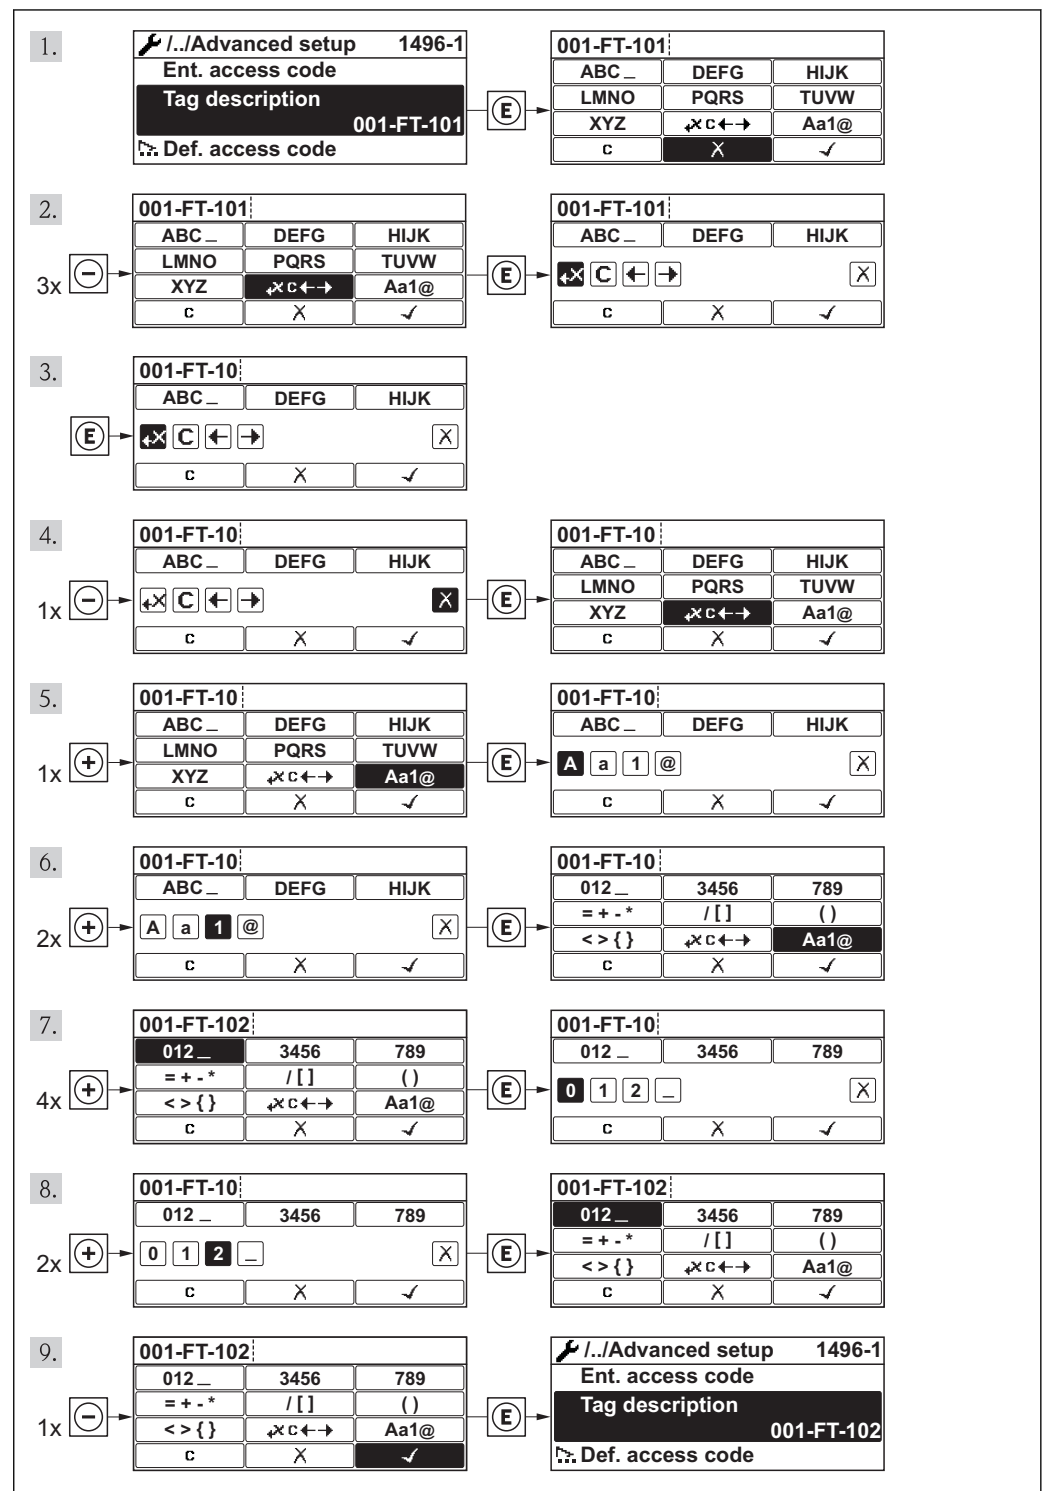 1.
/../Advanced setup 1496-1
Ent. access code
Tag description
001-FT-101
Def. access code
E
001-FT-101
ABC_ DEFG HIJK
LMNO PQRS TUVW
XYZ C Aa1@
C
2.
3x
001-FT-101
ABC_ DEFG HIJK
LMNO PQRS TUVW
XYZ C Aa1@
C
E
001-FT-101
ABC_ DEFG HIJK
C
C
3.
E
001-FT-10
ABC_ DEFG HIJK
C
C
4.
1x
001-FT-10
ABC_ DEFG HIJK
C
C
E
001-FT-10
ABC_ DEFG HIJK
LMNO PQRS TUVW
XYZ C Aa1@
C
5.
1x
001-FT-10
ABC_ DEFG HIJK
LMNO PQRS TUVW
XYZ C Aa1@
C
E
001-FT-10
ABC_ DEFG HIJK
A a 1 @
C
6.
2x
001-FT-10
ABC_ DEFG HIJK
A a 1 @
C
E
001-FT-10
012_ 3456 789
= + - * / [ ] ( )
< > { } C Aa1@
C
7.
4x
001-FT-102
012_ 3456 789
= + - * / [ ] ( )
< > { } C Aa1@
C
E
001-FT-10
012_ 3456 789
0 1 2 _
C
8.
2x
001-FT-10
012_ 3456 789
0 1 2 _
C
E
001-FT-102
012_ 3456 789
= + - * / [ ] ( )
< > { } C Aa1@
C
9.
1x
001-FT-102
012_ 3456 789
= + - * / [ ] ( )
< > { } C Aa1@
C
E
/../Advanced setup 1496-1
Ent. access code
Tag description
001-FT-102
Def. access code